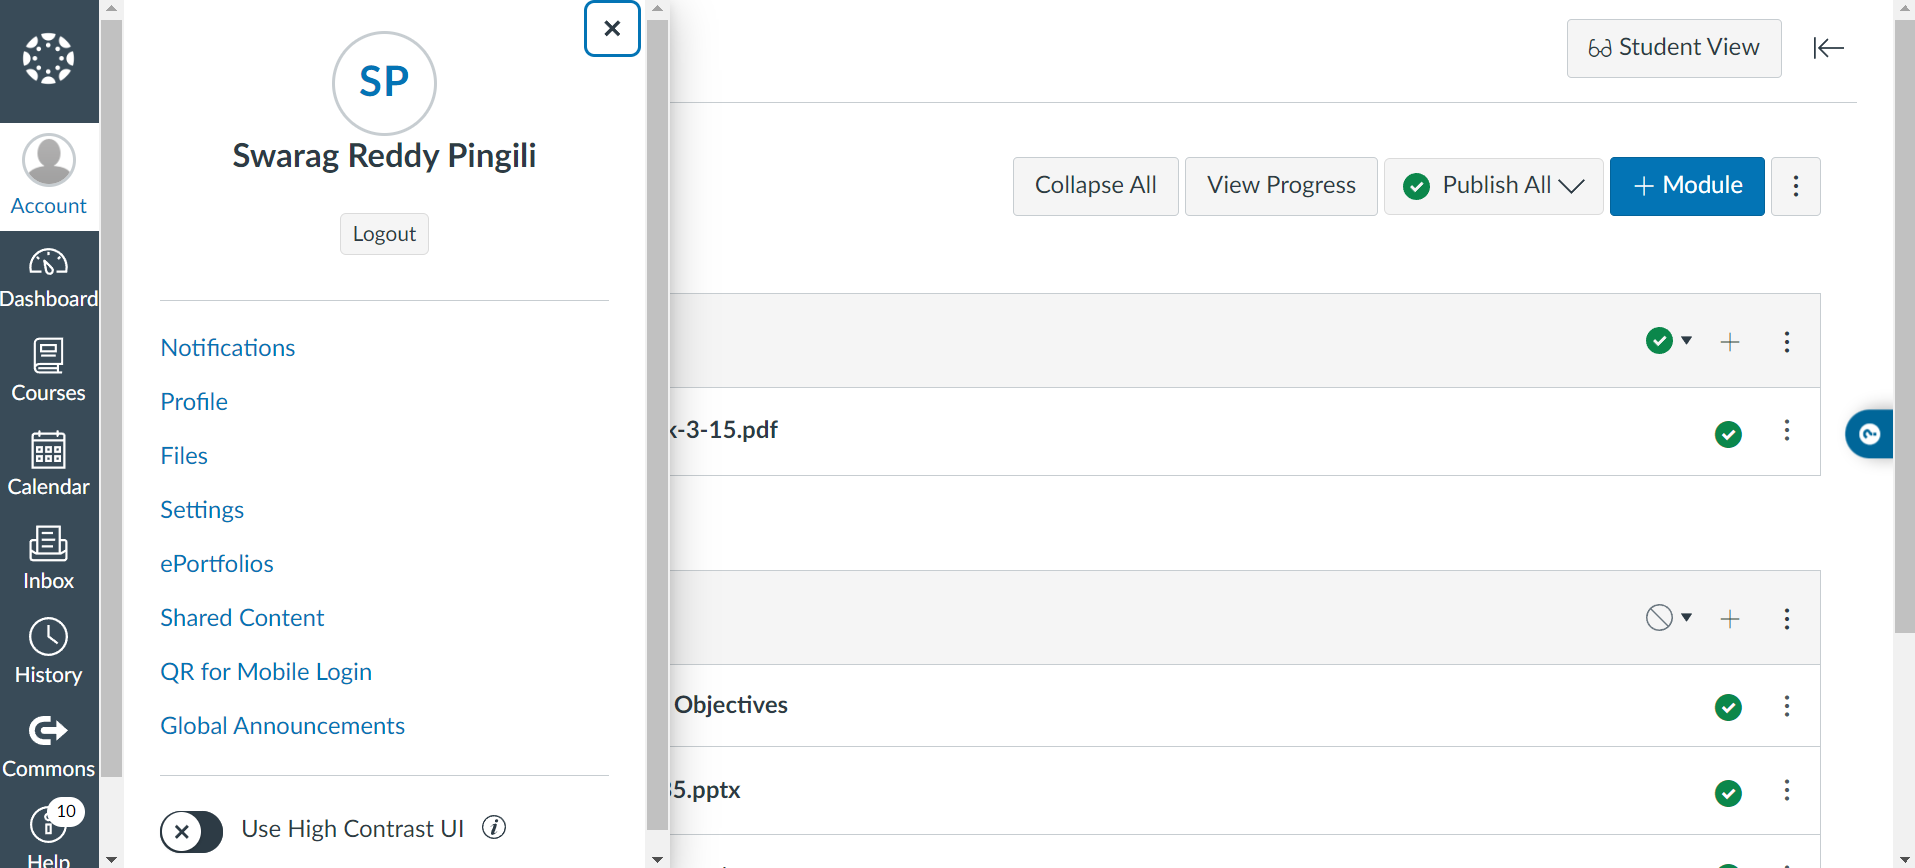 Account
Dashboard
Courses
Calendar
Inbox
History
Commons
10
Help
SP
Swarag Reddy Pingili
Logout
Notifications
Profile
Files
Settings
ePortfolios
Shared Content
QR for Mobile Login
Global Announcements
Use High Contrast UI
Student View
Collapse All
View Progress
Publish All
+ Module
-3-15.pdf
Objectives
5.pptx